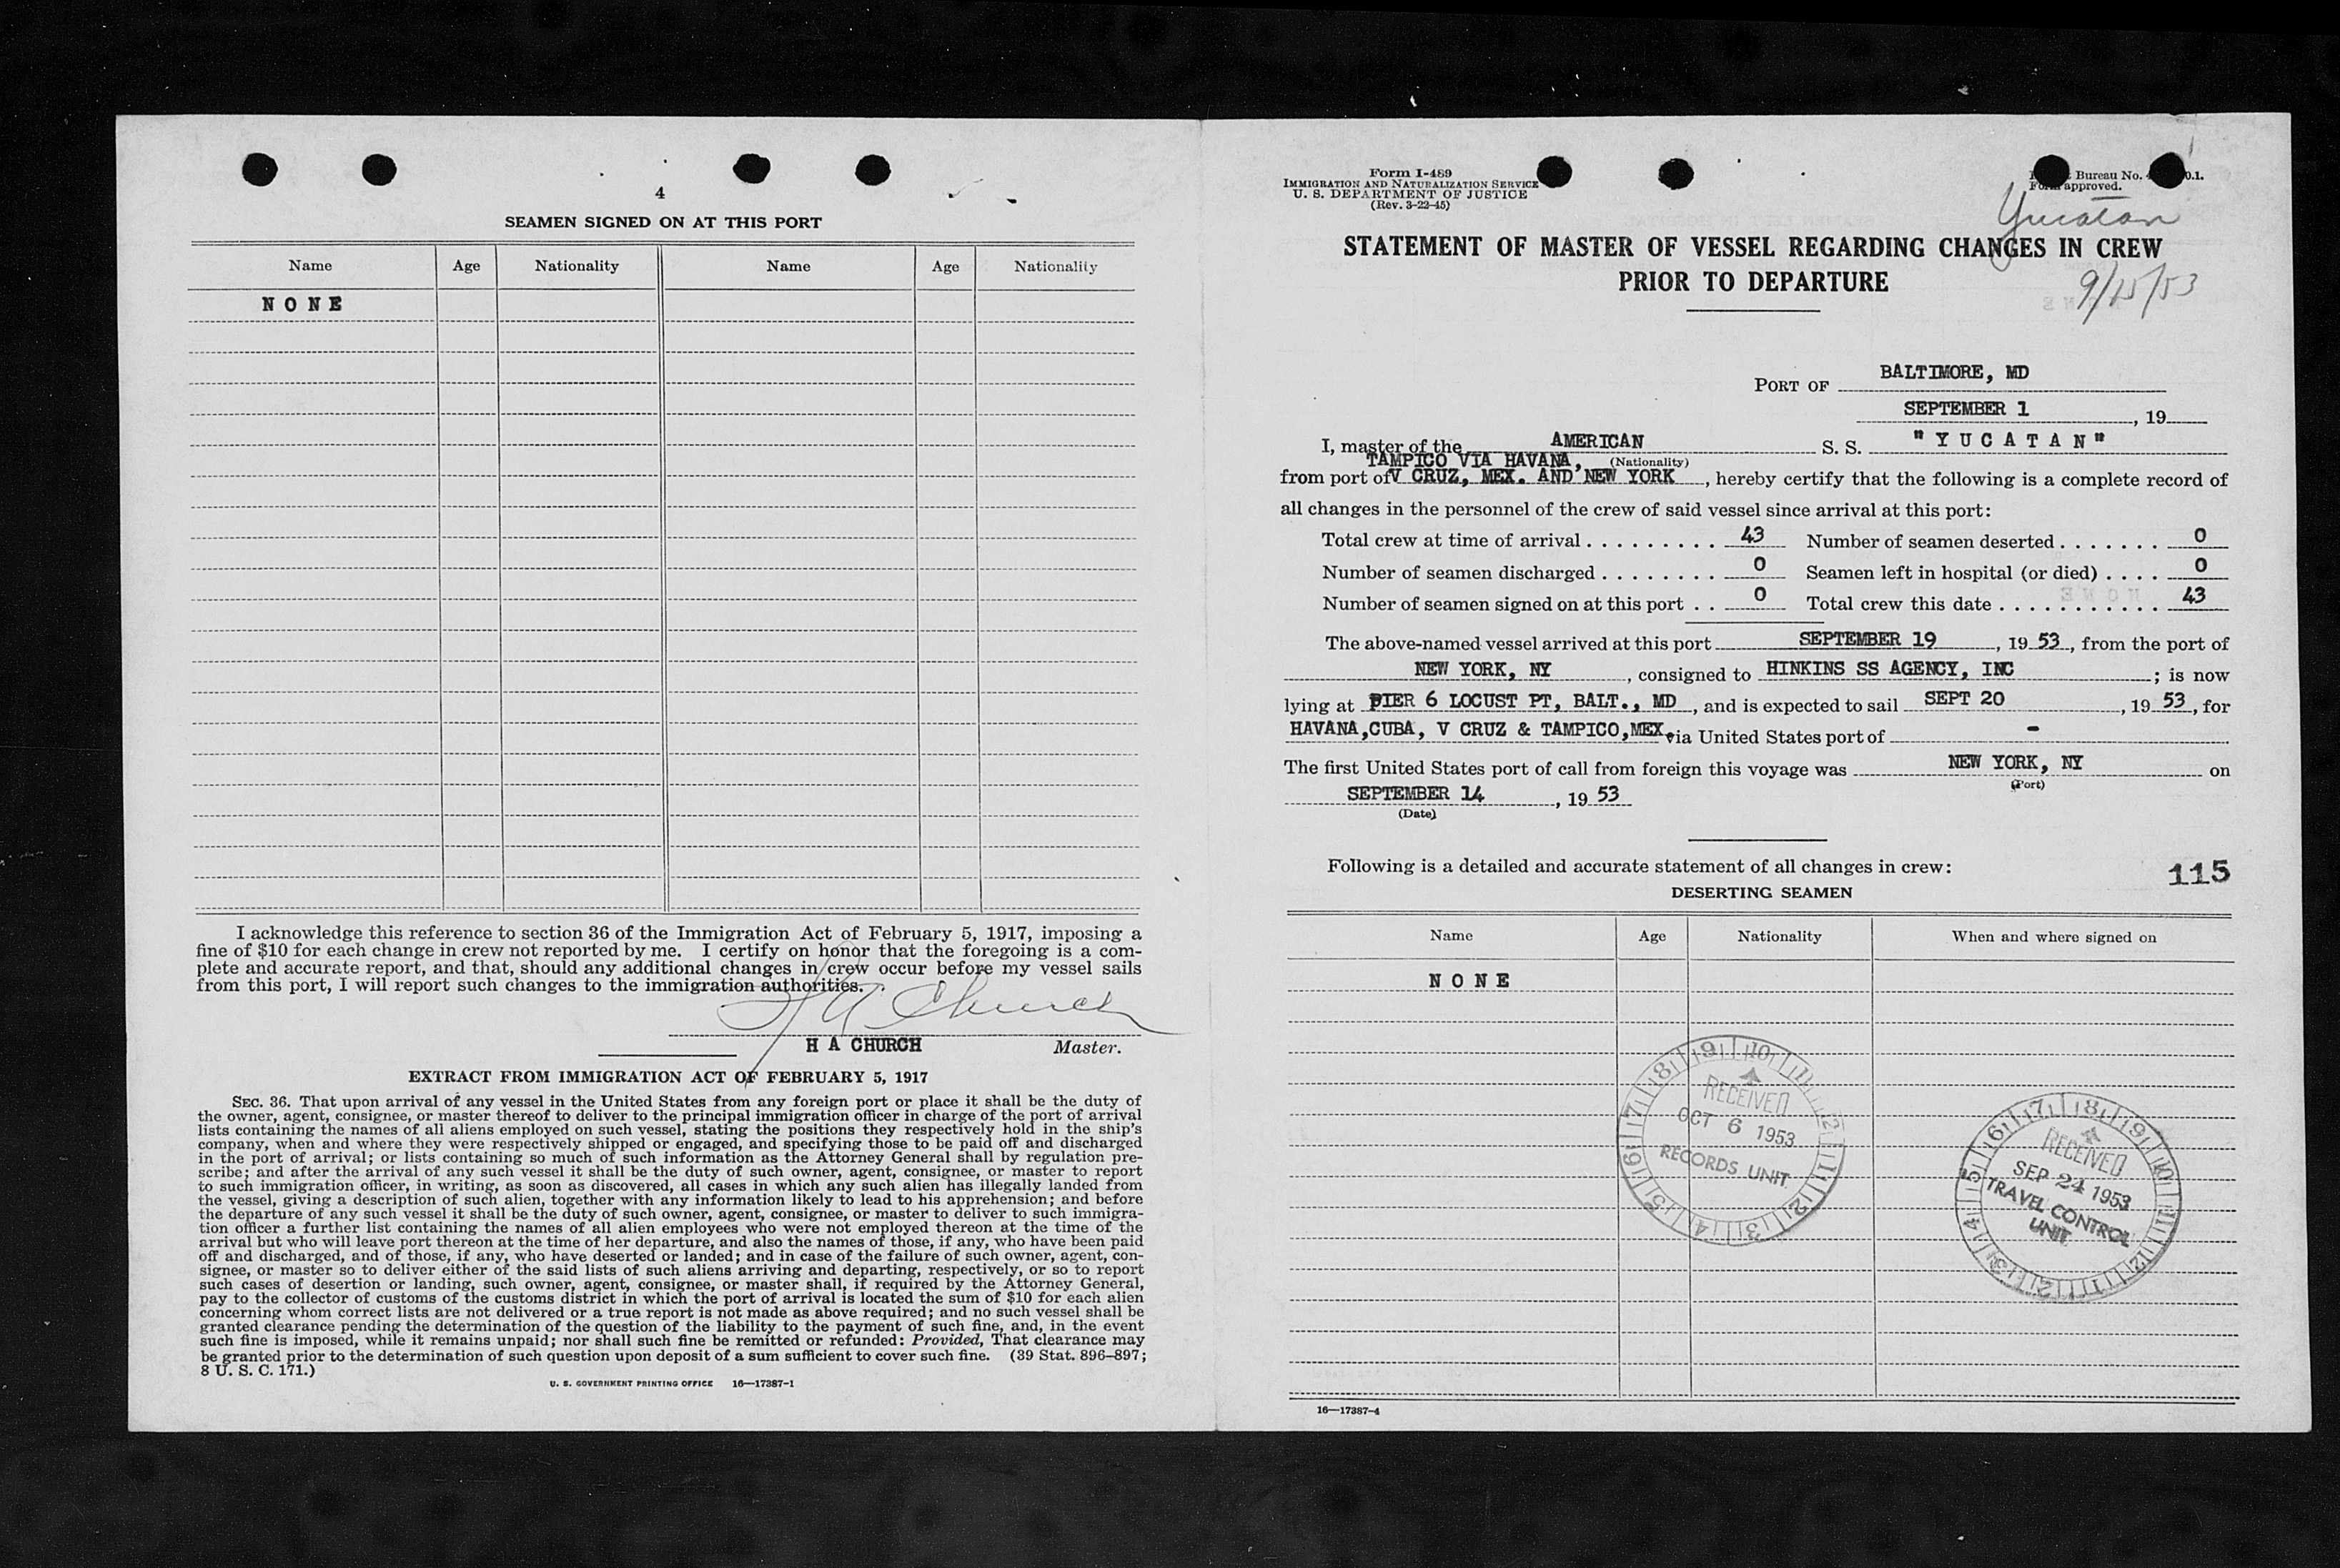 4
SEAMEN SIGNED ON AT THIS PORT
Name Age Nationality Name Age Nationality
N O N E
I acknowledge this reference to section 36 of the Immigration Act of February 5, 1917, imposing a
fine of $10 for each change in crew not reported by me. I certify on honor that the foregoing is a com-
plete and accurate report, and that, should any additional changes in crew occur before my vessel sails
from this port, I will report such changes to the immigration authorities.
H A Church
H A CHURCH Master.
EXTRACT FROM IMMIGRATION ACT OF FEBRUARY 5, 1917
SEC. 36. That upon arrival of any vessel in the United States from any foreign port or place it shall be the duty of
the owner, agent, consignee, or master thereof to deliver to the principal immigration officer in charge of the port of arrival
lists containing the names of all aliens employed on such vessel, stating the positions they respectively hold in the ship's
company, when and where they were respectively shipped or engaged, and specifying those to be paid off and discharged
in the port of arrival; or lists containing so much of such information as the Attorney General shall by regulation pre-
scribe; and after the arrival of any such vessel it shall be the duty of such owner, agent, consignee, or master to report
to such immigration officer, in writing, as soon as discovered, all cases in which any such alien has illegally landed from
the vessel, giving a description of such alien, together with any information likely to lead to his apprehension; and before
the departure of any such vessel it shall be the duty of such owner, agent, consignee, or master to deliver to such immigra-
tion officer a further list containing the names of all alien employees who were not employed thereon at the time of the
arrival but who will leave port thereon at the time of her departure, and also the names of those, if any, who have been paid
off and discharged, and of those, if any, who have deserted or landed; and in case of the failure of such owner, agent, con-
signee, or master so to deliver either of the said lists of such aliens arriving and departing, respectively, or so to report
such cases of desertion or landing, such owner, agent, consignee, or master shall, if required by the Attorney General,
pay to the collector of customs of the customs district in which the port of arrival is located the sum of $10 for each alien
concerning whom correct lists are not delivered or a true report is not made as above required; and no such vessel shall be
granted clearance pending the determination of the question of the liability to the payment of such fine, and, in the event
such fine is imposed, while it remains unpaid; nor shall such fine be remitted or refunded: Provided, That clearance may
be granted prior to the determination of such question upon deposit of a sum sufficient to cover such fine. (39 Stat. 896–897;
8 U. S. C. 171.)
U. S. GOVERNMENT PRINTING OFFICE 16—17387-1
Form I-489
IMMIGRATION AND NATURALIZATION SERVICE
U. S. DEPARTMENT OF JUSTICE
(Rev. 3-22-45)
Bureau No.
approved.
Yucatan
STATEMENT OF MASTER OF VESSEL REGARDING CHANGES IN CREW
PRIOR TO DEPARTURE
9/15/53
PORT OF BALTIMORE, MD
SEPTEMBER 1 , 19
I, master of the AMERICAN S. S. "Y U C A T A N"
TAMPICO VIA HAVANA, (Nationality)
from port of V CRUZ, MEX. AND NEW YORK , hereby certify that the following is a complete record of
all changes in the personnel of the crew of said vessel since arrival at this port:
Total crew at time of arrival . . . . . . . . . 43 Number of seamen deserted . . . . . . . 0
Number of seamen discharged . . . . . . . . 0 Seamen left in hospital (or died) . . . . 0
Number of seamen signed on at this port . . 0 Total crew this date . . . . . . . . . . . 43
The above-named vessel arrived at this port SEPTEMBER 19 , 19 53 , from the port of
NEW YORK, NY , consigned to HINKINS SS AGENCY, INC ; is now
lying at PIER 6 LOCUST PT, BALT., MD , and is expected to sail SEPT 20 , 19 53 , for
HAVANA,CUBA, V CRUZ & TAMPICO,MEX. via United States port of -
The first United States port of call from foreign this voyage was NEW YORK, NY on
(Port)
SEPTEMBER 14 , 19 53
(Date)
Following is a detailed and accurate statement of all changes in crew:
115
DESERTING SEAMEN
Name Age Nationality When and where signed on
N O N E
RECEIVED
OCT 6 1953
RECORDS UNIT
RECEIVED
SEP 24 1953
TRAVEL CONTROL
UNIT
16—17387-4